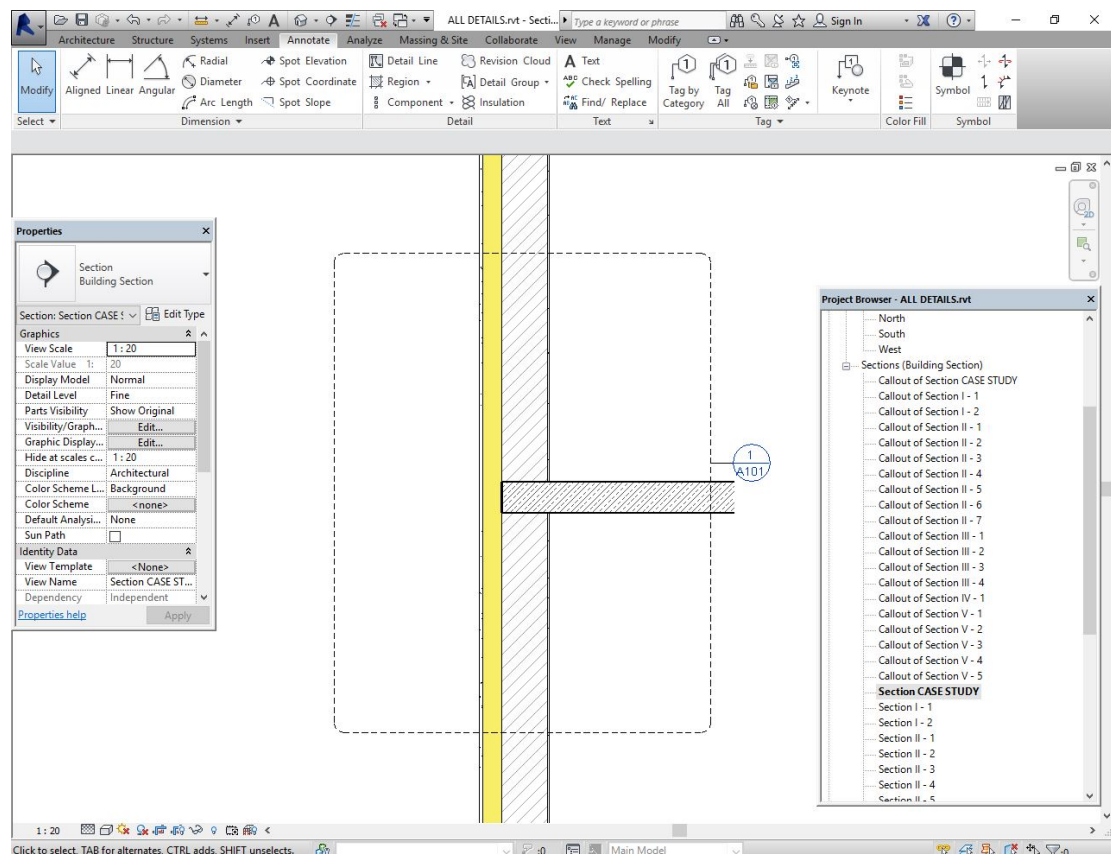 ALL DETAILS.rvt - Secti... Type a keyword or phrase Sign In
Architecture Structure Systems Insert Annotate Analyze Massing & Site Collaborate View Manage Modify
Modify
Aligned Linear Angular
Radial
Diameter
Arc Length
Spot Elevation
Spot Coordinate
Spot Slope
Detail Line
Region
Component
Revision Cloud
Detail Group
Insulation
A Text
Check Spelling
Find/ Replace
Tag by Category
Tag All
Keynote
Symbol
Select Dimension Detail Text Tag Color Fill Symbol
2D
Properties
Section
Building Section
Section: Section CASE S Edit Type
Graphics
View Scale 1 : 20
Scale Value 1: 20
Display Model Normal
Detail Level Fine
Parts Visibility Show Original
Visibility/Graph... Edit...
Graphic Display... Edit...
Hide at scales c... 1 : 20
Discipline Architectural
Color Scheme L... Background
Color Scheme <none>
Default Analysi... None
Sun Path
Identity Data
View Template <None>
View Name Section CASE ST...
Dependency Independent
Properties help Apply
1
A101
Project Browser - ALL DETAILS.rvt
North
South
West
Sections (Building Section)
Callout of Section CASE STUDY
Callout of Section I - 1
Callout of Section I - 2
Callout of Section II - 1
Callout of Section II - 2
Callout of Section II - 3
Callout of Section II - 4
Callout of Section II - 5
Callout of Section II - 6
Callout of Section II - 7
Callout of Section III - 1
Callout of Section III - 2
Callout of Section III - 3
Callout of Section III - 4
Callout of Section IV - 1
Callout of Section V - 1
Callout of Section V - 2
Callout of Section V - 3
Callout of Section V - 4
Callout of Section V - 5
Section CASE STUDY
Section I - 1
Section I - 2
Section II - 1
Section II - 2
Section II - 3
Section II - 4
Section II - 5
1 : 20
Click to select, TAB for alternates, CTRL adds, SHIFT unselects. :0 Main Model :0